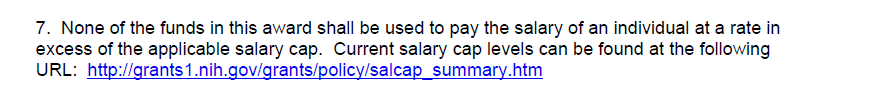 7.  None of the funds in this award shall be used to pay the salary of an individual at a rate in
excess of the applicable salary cap.  Current salary cap levels can be found at the following
URL:  http://grants1.nih.gov/grants/policy/salcap_summary.htm